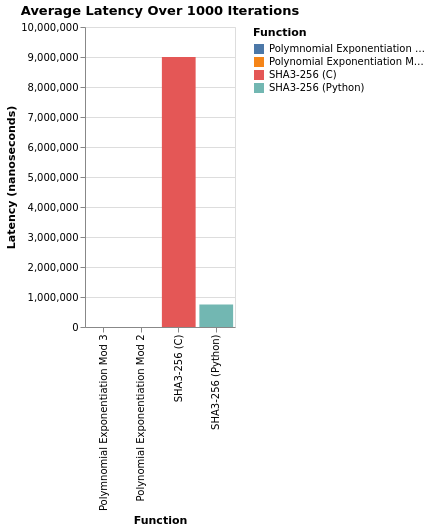 Average Latency Over 1000 Iterations
Function
Polymnomial Exponentiation …
Polynomial Exponentiation M…
SHA3-256 (C)
SHA3-256 (Python)
Latency (nanoseconds)
10,000,000
9,000,000
8,000,000
7,000,000
6,000,000
5,000,000
4,000,000
3,000,000
2,000,000
1,000,000
0
Polymnomial Exponentiation Mod 3
Polynomial Exponentiation Mod 2
SHA3-256 (C)
SHA3-256 (Python)
Function